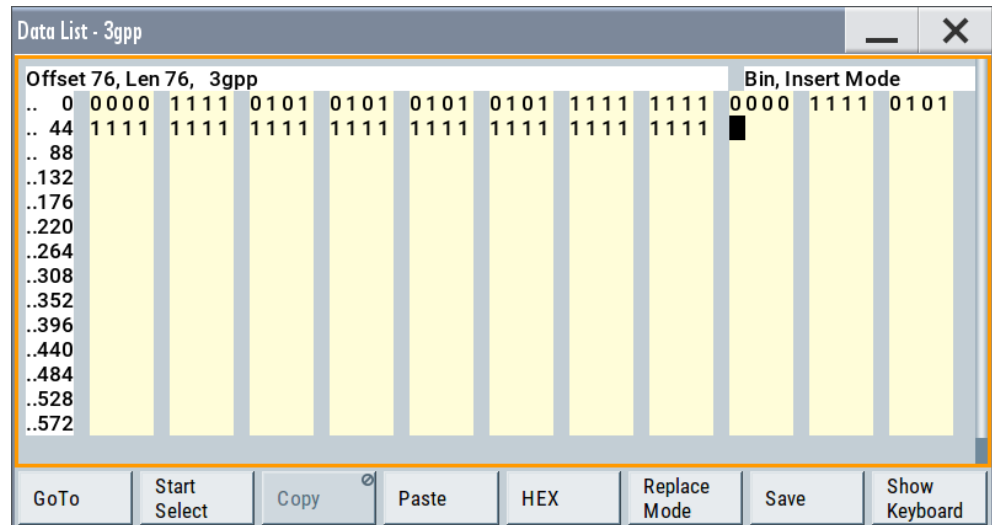 Data List - 3gpp
Offset 76, Len 76, 3gpp Bin, Insert Mode
.. 0 0000 1111 0101 0101 0101 0101 1111 1111 0000 1111 0101
.. 44 1111 1111 1111 1111 1111 1111 1111 1111
.. 88
..132
..176
..220
..264
..308
..352
..396
..440
..484
..528
..572
GoTo Start Select Copy Paste HEX Replace Mode Save Show Keyboard